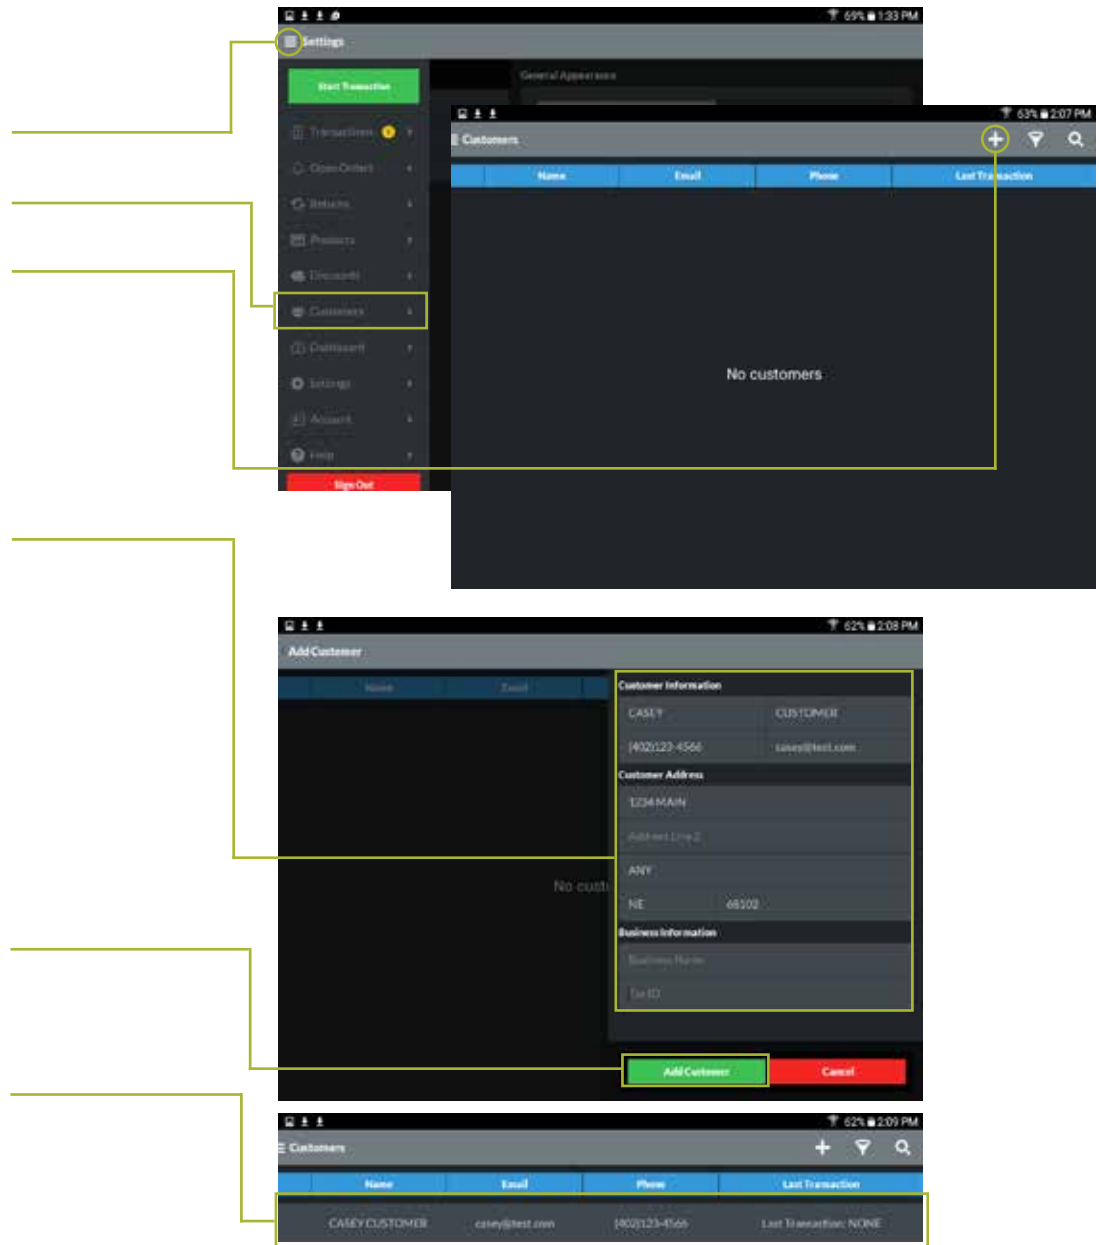 69% 1:33 PM
Settings
Start Transaction
General Appearance
Transactions
Open Orders
Returns
Products
Discounts
Customers
Dashboard
Settings
Account
Help
Sign Out
63% 2:07 PM
Customers
Name Email Phone Last Transaction
No customers
62% 2:08 PM
Add Customer
Name Email
No custo
Customer Information
CASEY CUSTOMER
(402)123-4566 casey@test.com
Customer Address
1234 MAIN
Address Line 2
ANY
NE 68102
Business Information
Business Name
Tax ID
Add Customer Cancel
62% 2:09 PM
Customers
Name Email Phone Last Transaction
CASEY CUSTOMER casey@test.com (402)123-4566 Last Transaction: NONE